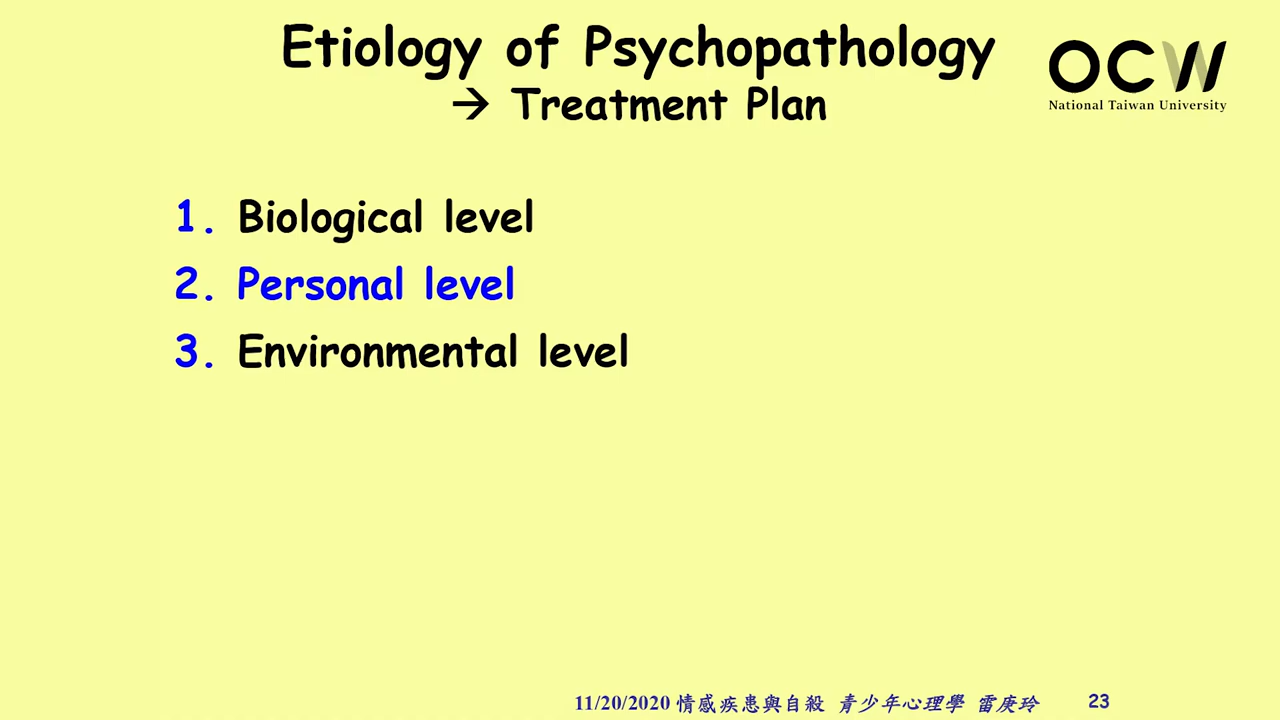 Etiology of Psychopathology
→ Treatment Plan
OCW
National Taiwan University
1. Biological level
2. Personal level
3. Environmental level
11/20/2020 情感疾患與自殺 青少年心理學 雷庚玲 23